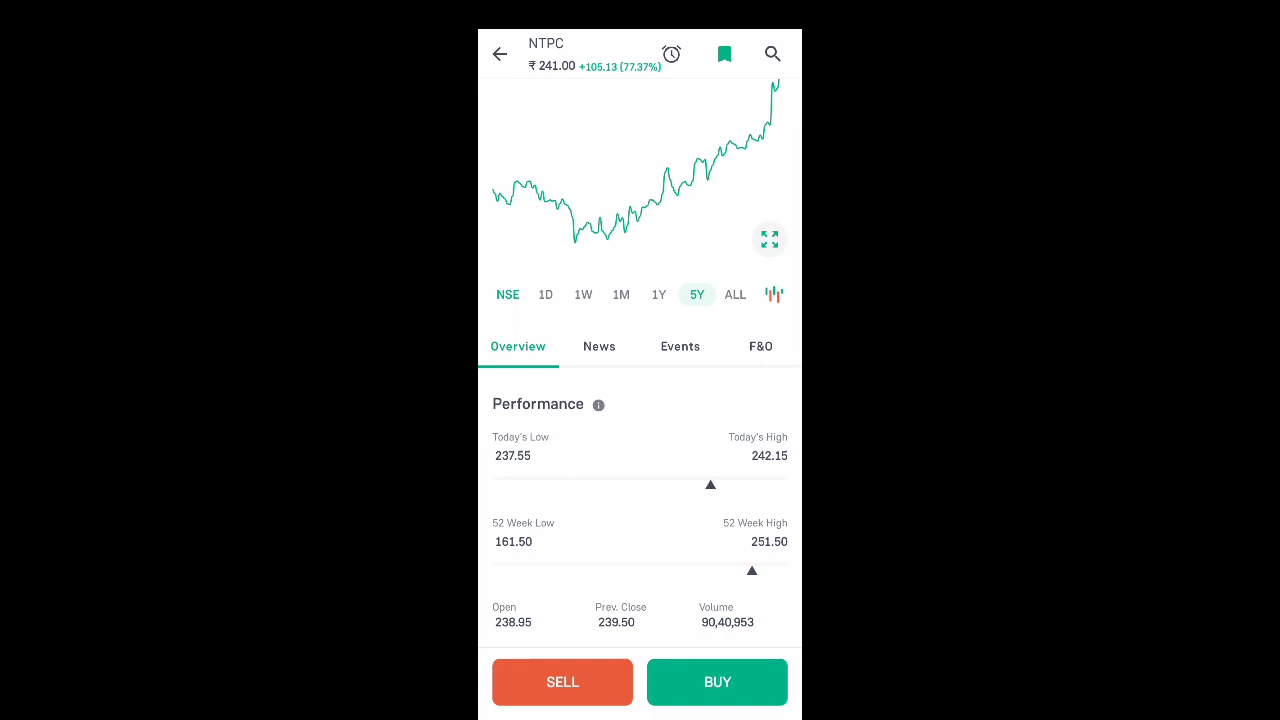 NTPC
₹ 241.00 +105.13 (77.37%)
NSE 1D 1W 1M 1Y 5Y ALL
Overview News Events F&O
Performance
Today's Low Today's High
237.55 242.15
52 Week Low 52 Week High
161.50 251.50
Open Prev. Close Volume
238.95 239.50 90,40,953
SELL BUY